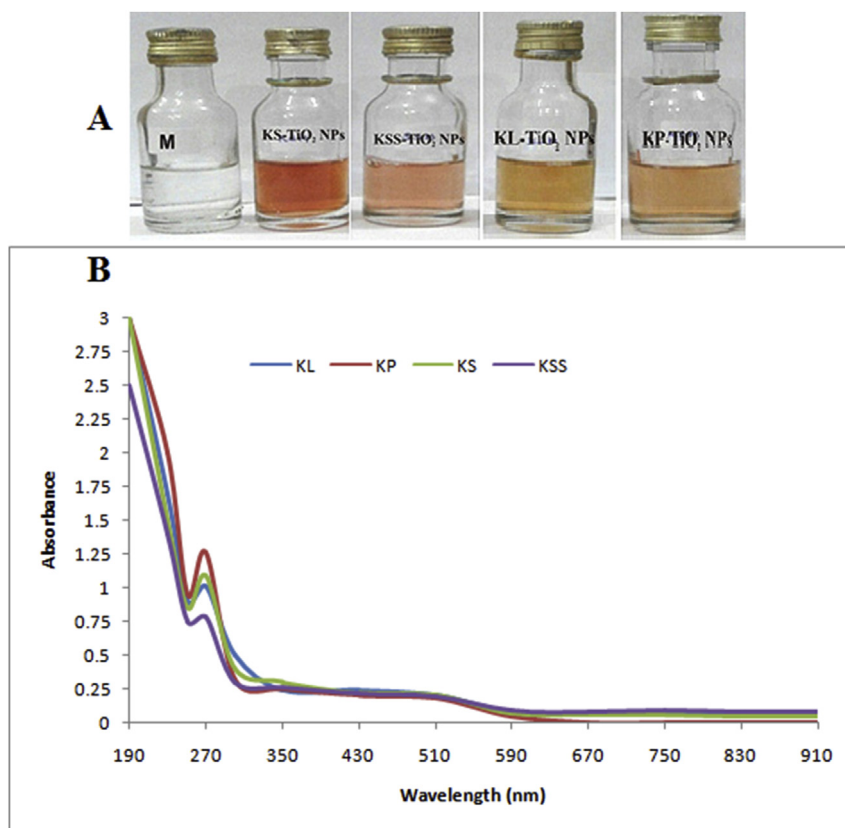 A
M
KS-TiO₂ NPs
KSS-TiO₂ NPs
KL-TiO₂ NPs
KP-TiO₂ NPs
B
3
2.75
2.5
2.25
2
1.75
1.5
1.25
1
0.75
0.5
0.25
0
Absorbance
KL KP KS KSS
190 270 350 430 510 590 670 750 830 910
Wavelength (nm)